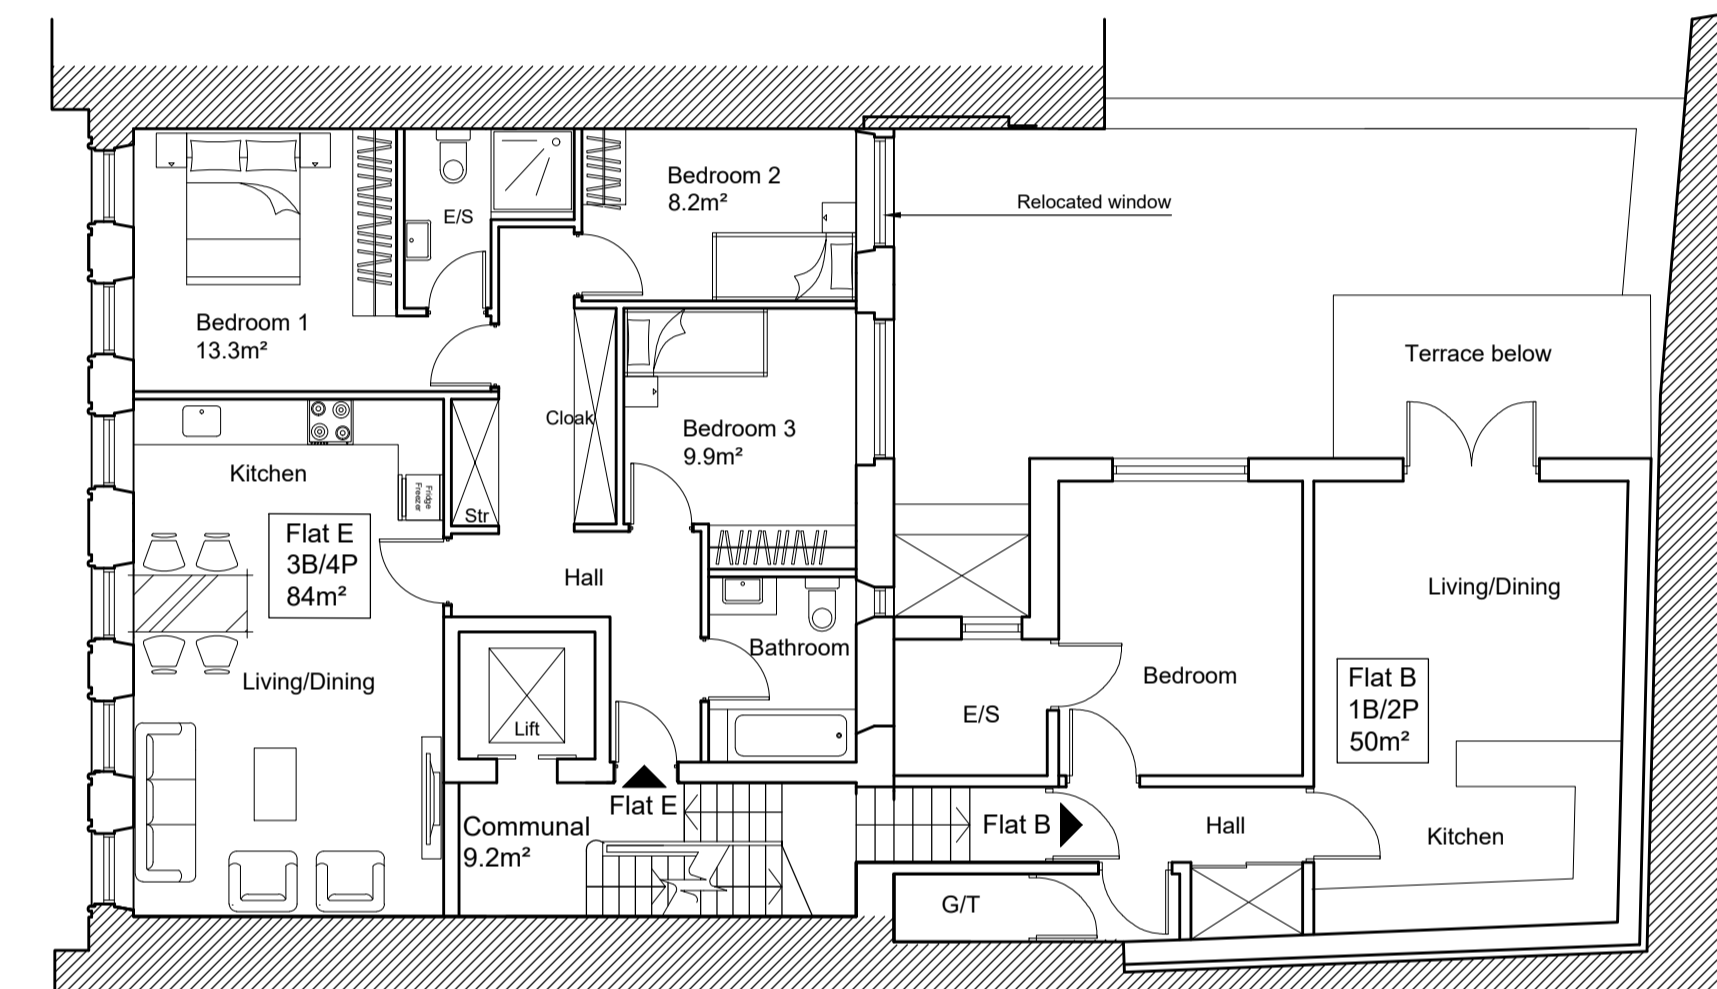 Bedroom 2
8.2m²
E/S
Relocated window
Bedroom 1
13.3m²
Terrace below
Cloak
Bedroom 3
9.9m²
Kitchen
Fridge
Freezer
Str
Flat E
3B/4P
84m²
Hall
Living/Dining
Bathroom
Living/Dining
Bedroom
Flat B
1B/2P
50m²
E/S
Lift
Flat E
Communal
9.2m²
Flat B
Hall
Kitchen
G/T